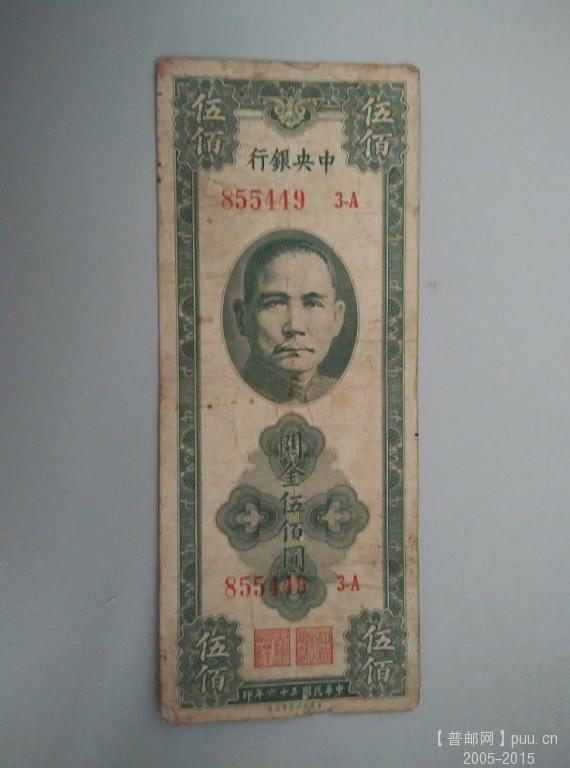 伍佰 伍佰
行銀央中
855449 3-A
關金伍佰圓
855449 3-A
伍佰 伍佰
印年六十三國民華中
【普邮网】puu.cn
2005-2015